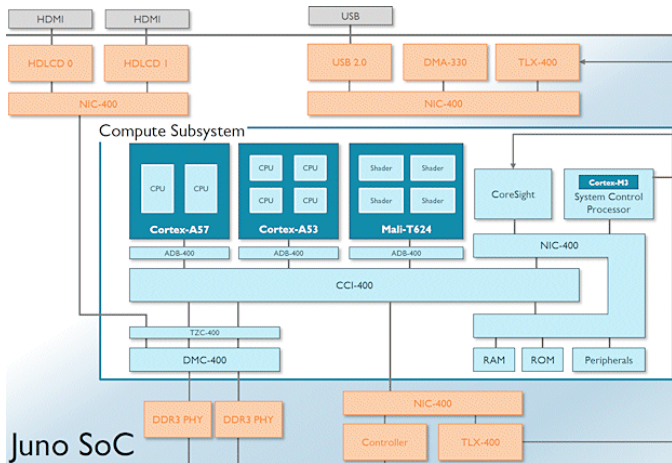 HDMI
HDMI
USB
HDLCD 0
HDLCD 1
USB 2.0
DMA-330
TLX-400
NIC-400
NIC-400
Compute Subsystem
CPU
CPU
Cortex-A57
CPU
CPU
CPU
CPU
Cortex-A53
Shader
Shader
Shader
Shader
Mali-T624
CoreSight
Cortex-M3
System Control
Processor
ADB-400
ADB-400
ADB-400
NIC-400
CCI-400
TZC-400
DMC-400
RAM
ROM
Peripherals
DDR3 PHY
DDR3 PHY
NIC-400
Controller
TLX-400
Juno SoC